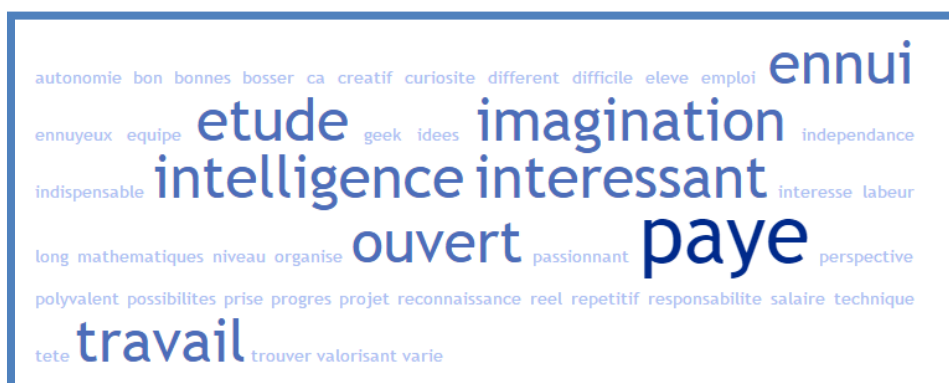 autonomie bon bonnes bosser ca creatif curiosite different difficile eleve emploi ennui
ennuyeux equipe etude geek idees imagination independance
indispensable intelligence interessant interesse labeur
long mathematiques niveau organise ouvert passionnant paye perspective
polyvalent possibilites prise progres projet reconnaissance reel repetitif responsabilite salaire technique
tete travail trouver valorisant varie